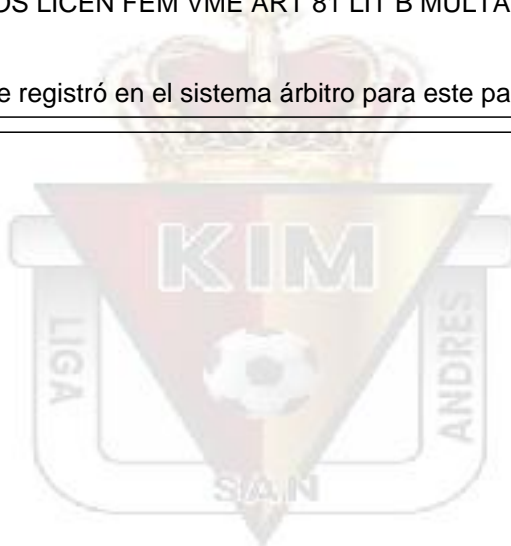 OS LICEN FEM VME ART 81 LIT B MULTA
e registró en el sistema árbitro para este pa
KIM
LIGA
ANDRES
SAN